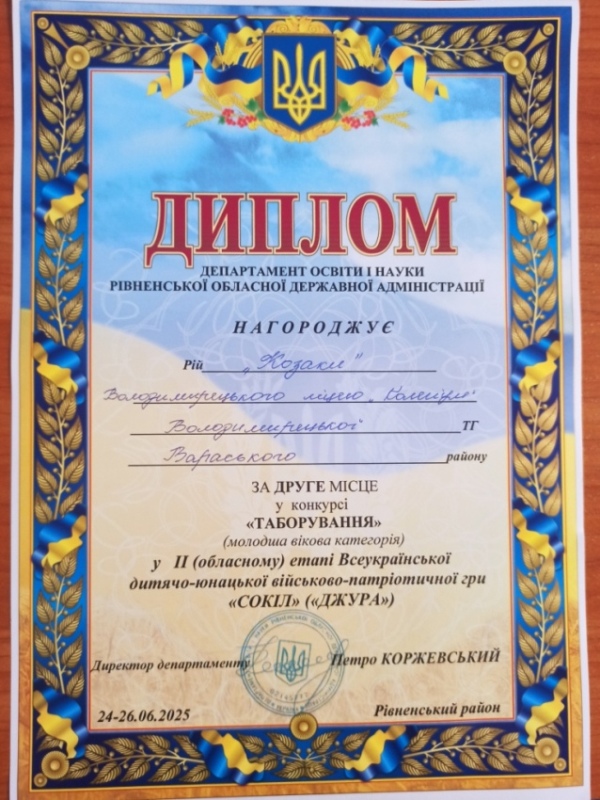 ДИПЛОМ
ДЕПАРТАМЕНТ ОСВІТИ І НАУКИ
РІВНЕНСЬКОЇ ОБЛАСНОЇ ДЕРЖАВНОЇ АДМІНІСТРАЦІЇ
НАГОРОДЖУЄ
Рій „Козаки"
Володимирецького ліцею „Колегіум"
Володимирецької ТГ
Вараського району
ЗА ДРУГЕ МІСЦЕ
у конкурсі
«ТАБОРУВАННЯ»
(молодша вікова категорія)
у ІІ (обласному) етапі Всеукраїнської
дитячо-юнацької військово-патріотичної гри
«СОКІЛ» («ДЖУРА»)
Директор департаменту Петро КОРЖЕВСЬКИЙ
24-26.06.2025 Рівненський район